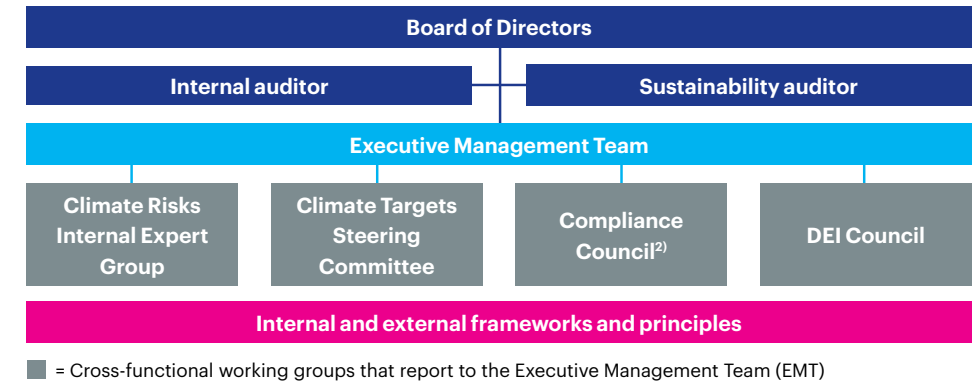 Board of Directors
Internal auditor
Sustainability auditor
Executive Management Team
Climate Risks
Internal Expert
Group
Climate Targets
Steering
Committee
Compliance
Council²⁾
DEI Council
Internal and external frameworks and principles
= Cross-functional working groups that report to the Executive Management Team (EMT)